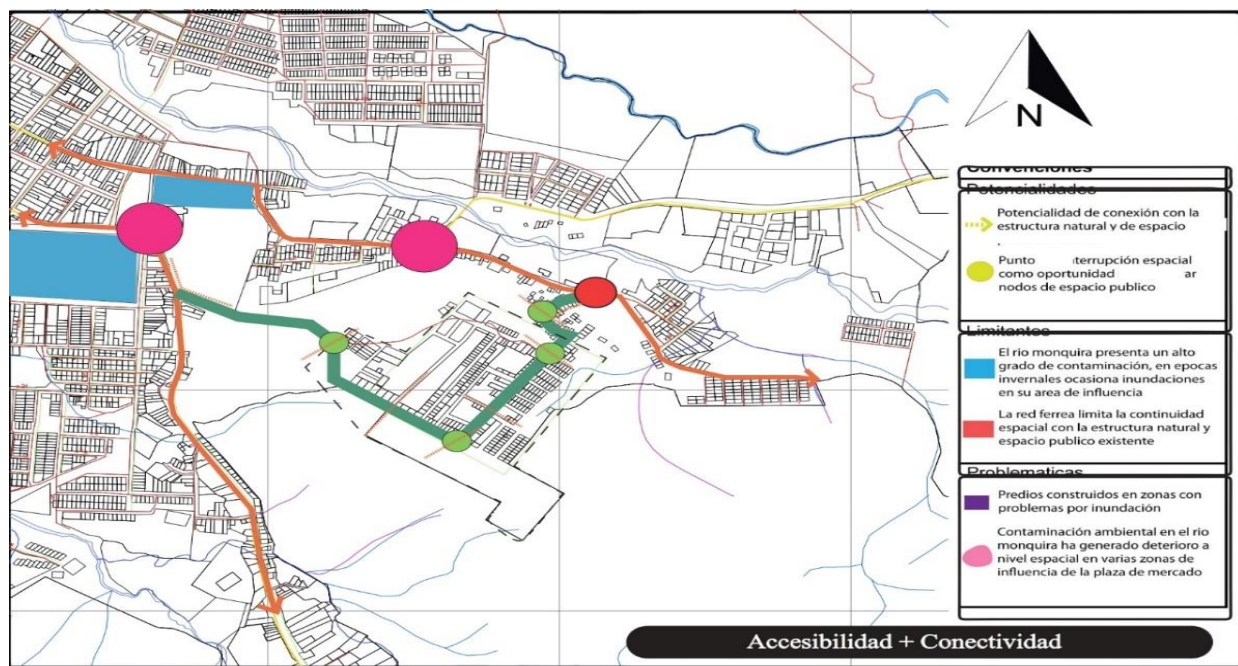 N
Convenciones
Potencialidades
Potencialidad de conexión con la
estructura natural y de espacio
.
Punto iterrupción espacial
como oportunidad ar
nodos de espacio publico
Limitantes
El rio monquira presenta un alto
grado de contaminación, en epocas
invernales ocasiona inundaciones
en su area de influencia
La red ferrea limita la continuidad
espacial con la estructura natural y
espacio publico existente
Problematicas
Predios construidos en zonas con
problemas por inundación
Contaminación ambiental en el rio
monquira ha generado deterioro a
nivel espacial en varias zonas de
influencia de la plaza de mercado
Accesibilidad + Conectividad